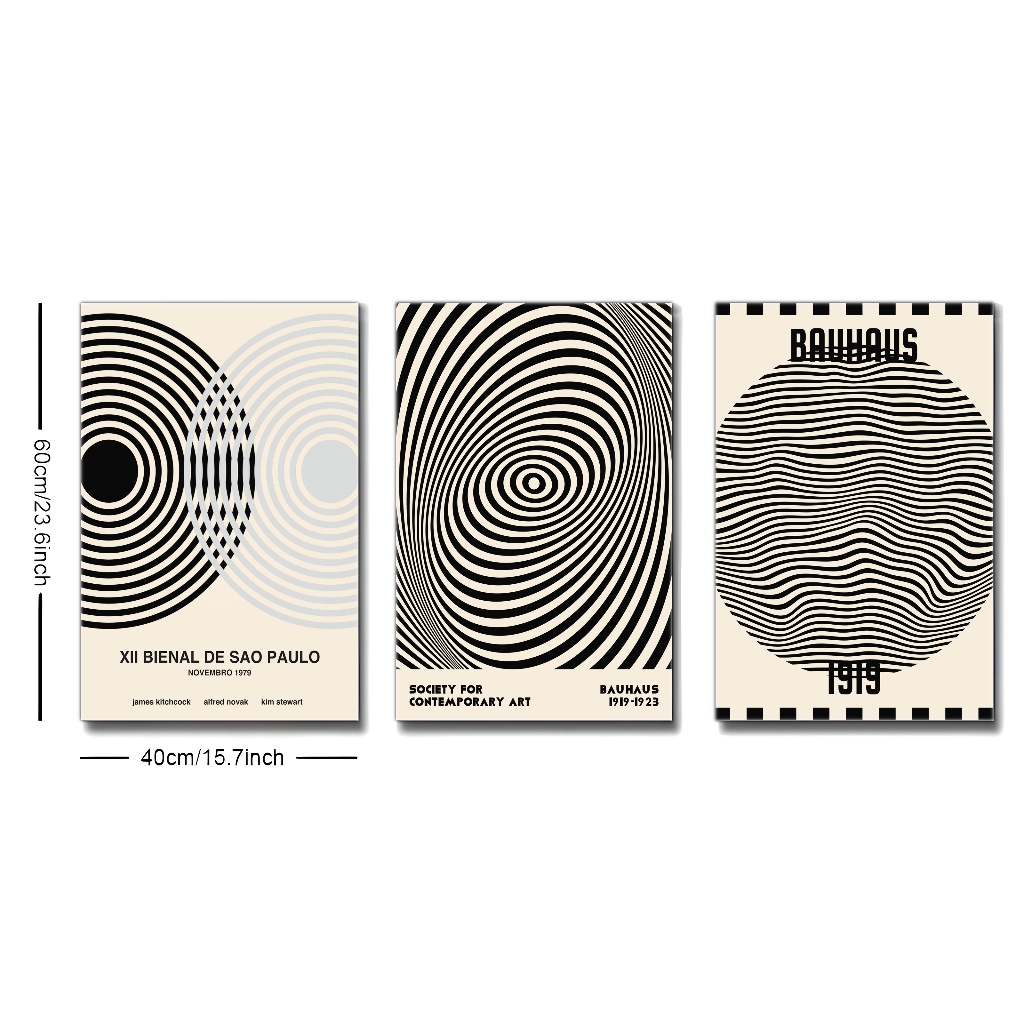 60cm/23.6inch
XII BIENAL DE SAO PAULO
NOVEMBRO 1979
james kitchcock alfred novak kim stewart
SOCIETY FOR
CONTEMPORARY ART
BAUHAUS
1919-1923
BAUHAUS
1919
40cm/15.7inch